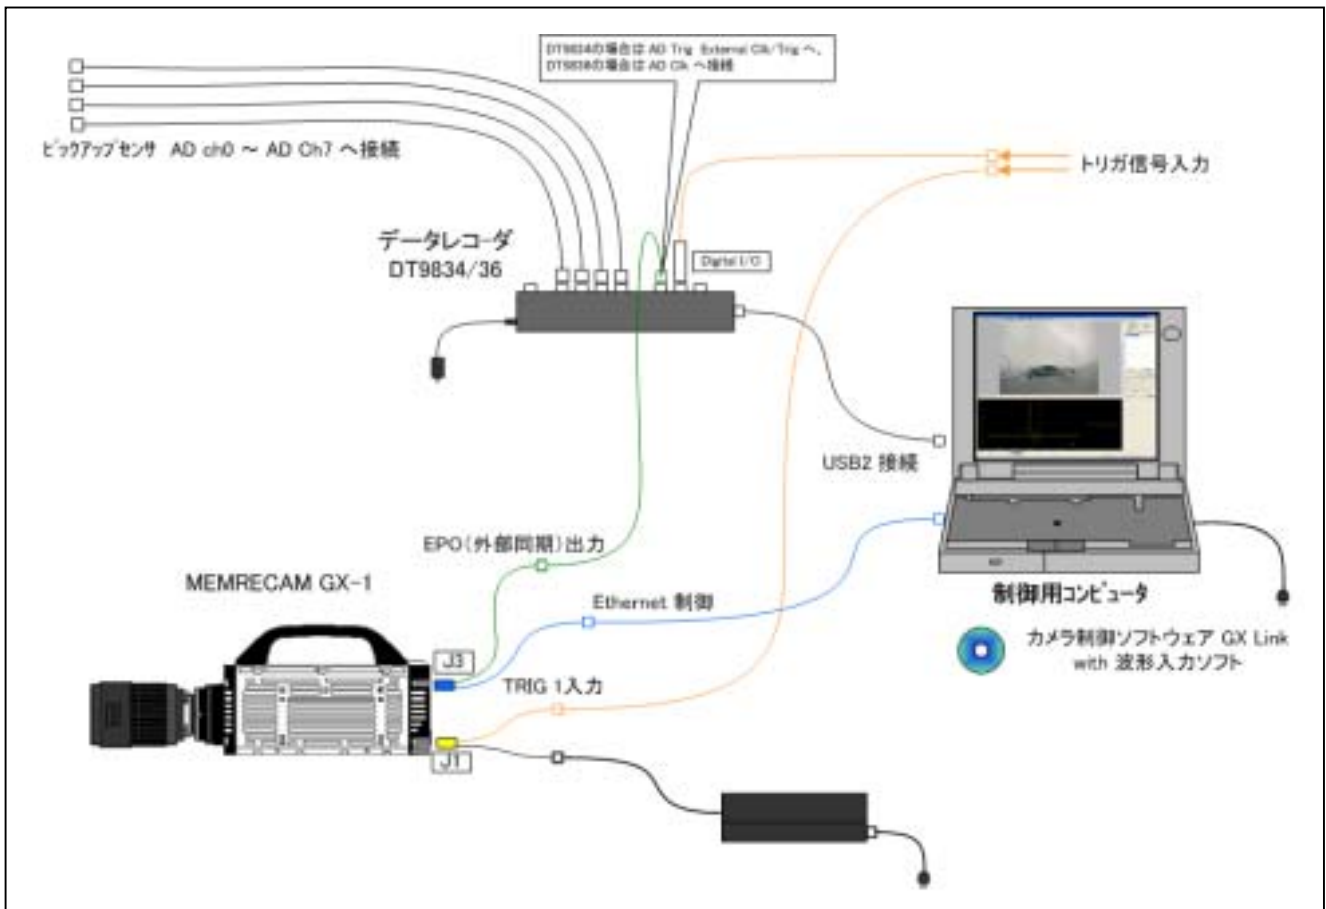 DT9834の場合は AD Trig External Clk/Trig へ、
DT9836の場合は AD Clk へ接続
ピックアップセンサ AD ch0 ～ AD Ch7 へ接続
トリガ信号入力
データレコーダ
DT9834/36
Digital I/O
USB2 接続
EPO(外部同期)出力
MEMRECAM GX-1
Ethernet 制御
制御用コンピュータ
カメラ制御ソフトウェア GX Link
with 波形入力ソフト
J3
TRIG 1入力
J1